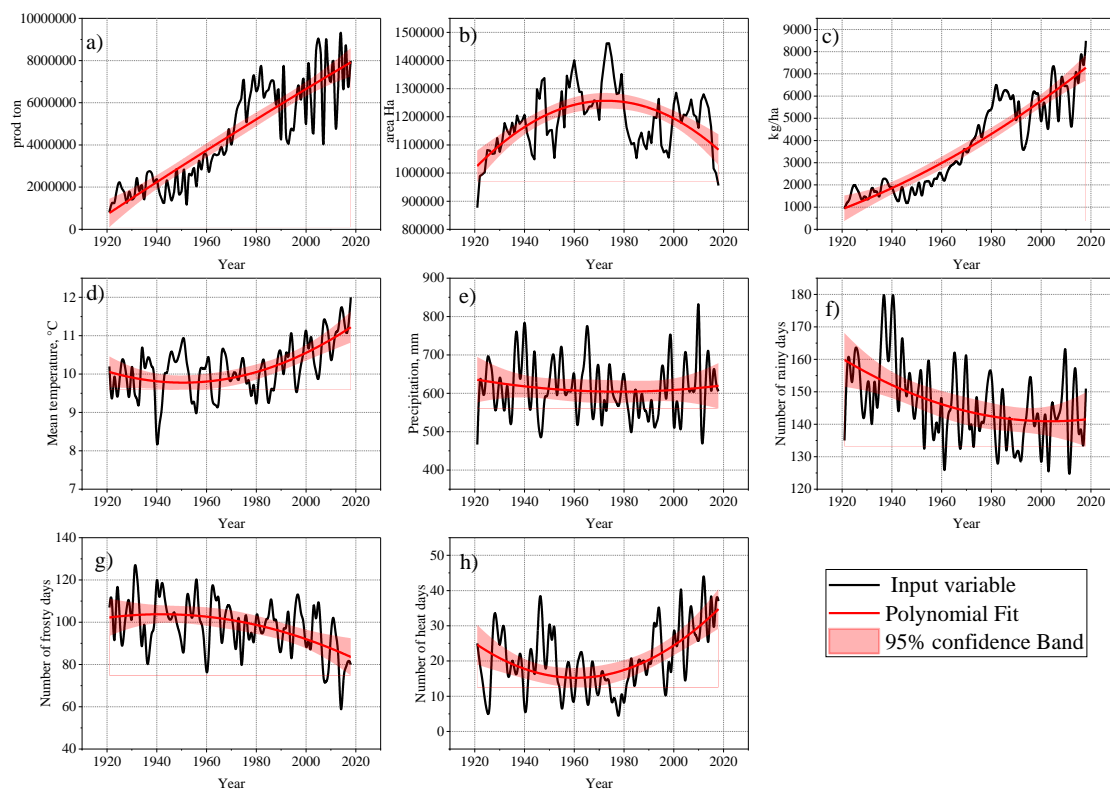 a)
10000000
8000000
6000000
4000000
2000000
0
prod ton
1920 1940 1960 1980 2000 2020
Year
b)
1500000
1400000
1300000
1200000
1100000
1000000
900000
800000
area,Ha
1920 1940 1960 1980 2000 2020
Year
c)
9000
8000
7000
6000
5000
4000
3000
2000
1000
0
kg/ha
1920 1940 1960 1980 2000 2020
Year
d)
12
11
10
9
8
7
Mean temperature, °C
1920 1940 1960 1980 2000 2020
Year
e)
900
800
700
600
500
400
Precipitation, mm
1920 1940 1960 1980 2000 2020
Year
f)
180
170
160
150
140
130
120
Number of rainy days
1920 1940 1960 1980 2000 2020
Year
g)
140
120
100
80
60
40
Number of frosty days
1920 1940 1960 1980 2000 2020
Year
h)
50
40
30
20
10
0
Number of heat days
1920 1940 1960 1980 2000 2020
Year
Input variable
Polynomial Fit
95% confidence Band